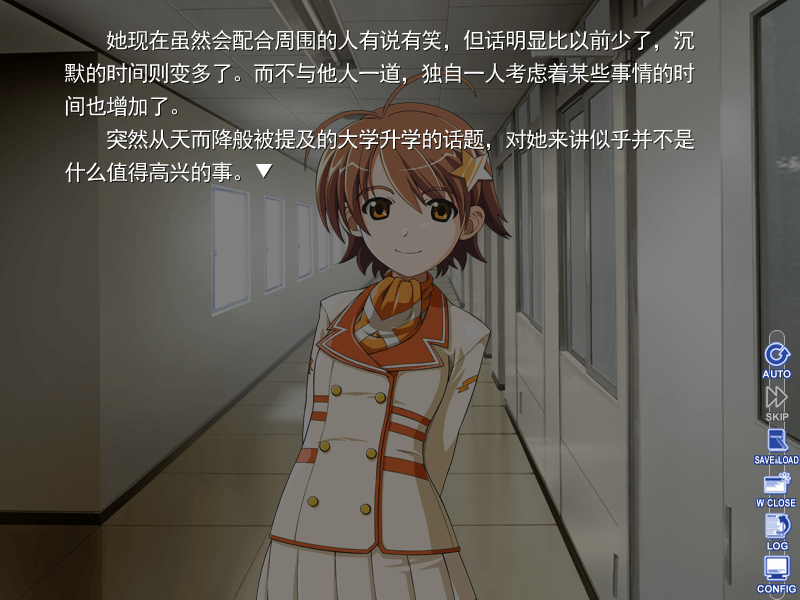 她现在虽然会配合周围的人有说有笑，但话明显比以前少了，沉
默的时间则变多了。而不与他人一道，独自一人考虑着某些事情的时
间也增加了。
突然从天而降般被提及的大学升学的话题，对她来讲似乎并不是
什么值得高兴的事。▼
AUTO
SKIP
SAVE&LOAD
W CLOSE
LOG
CONFIG